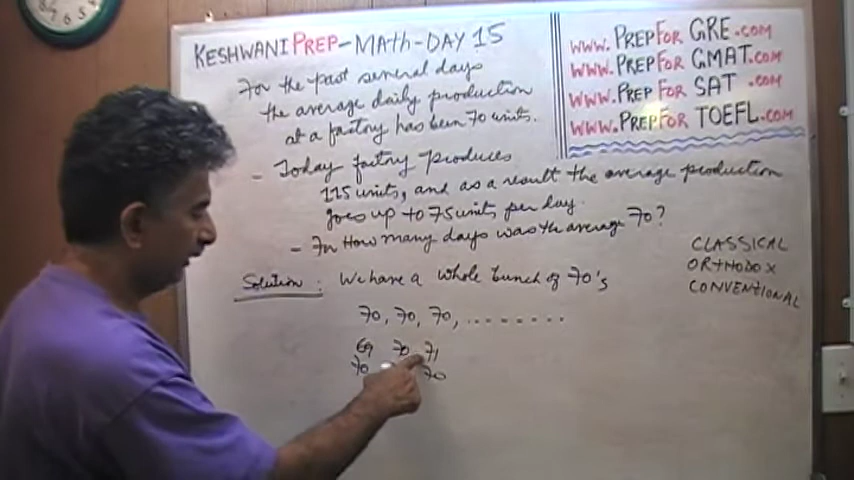 KESHWANI PREP-MATH-DAY 15
For the past several days
the average daily production
at a factory has been 70 units.
- Today factory produces
115 units, and as a result the average production
goes up to 75 units per day.
- For How many days was the average 70?
Solution: We have a whole bunch of 70's
70, 70, 70, ........
69 70 71
70 70
www.PREPFOR GRE.COM
www.PREPFOR GMAT.COM
www.PREPFOR SAT.COM
www.PREPFOR TOEFL.COM
CLASSICAL
ORTHODOX
CONVENTIONAL